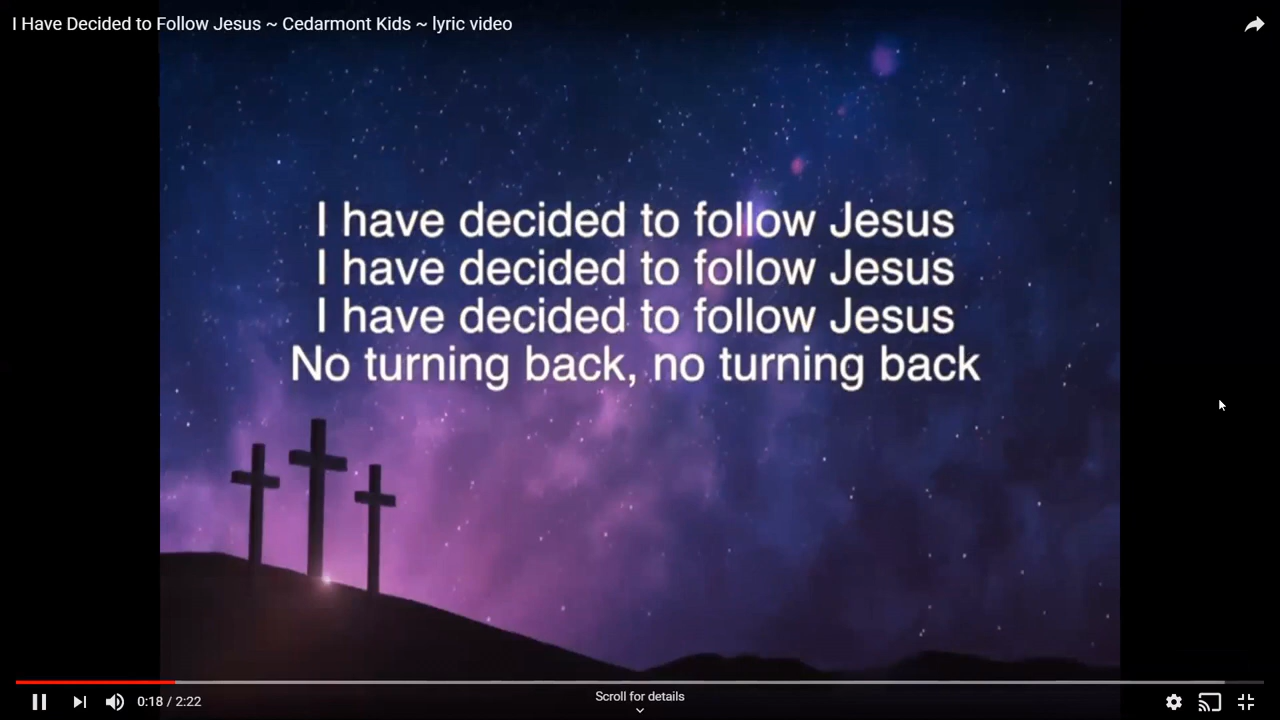 I Have Decided to Follow Jesus ~ Cedarmont Kids ~ lyric video
I have decided to follow Jesus
I have decided to follow Jesus
I have decided to follow Jesus
No turning back, no turning back
0:18 / 2:22
Scroll for details